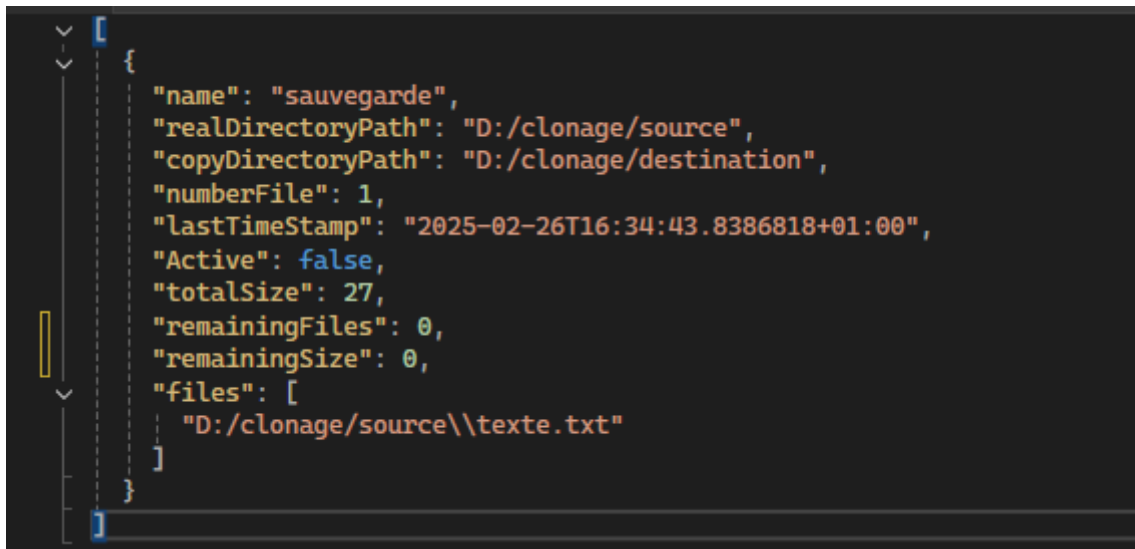 [
{
"name": "sauvegarde",
"realDirectoryPath": "D:/clonage/source",
"copyDirectoryPath": "D:/clonage/destination",
"numberFile": 1,
"lastTimeStamp": "2025-02-26T16:34:43.8386818+01:00",
"Active": false,
"totalSize": 27,
"remainingFiles": 0,
"remainingSize": 0,
"files": [
"D:/clonage/source\\texte.txt"
]
}
]